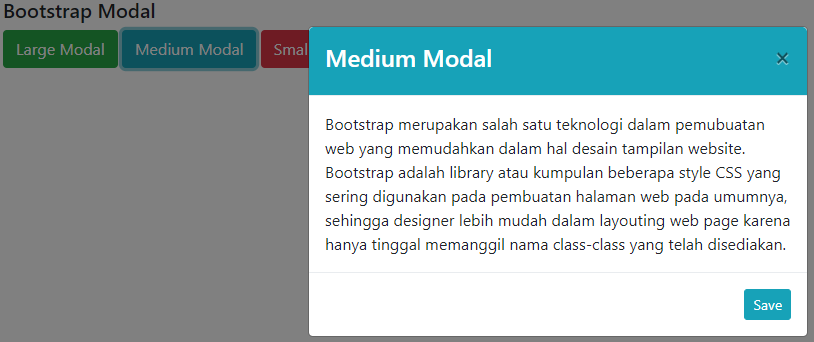 Bootstrap Modal
Large Modal
Medium Modal
Smal
Medium Modal
×
Bootstrap merupakan salah satu teknologi dalam pemubuatan
web yang memudahkan dalam hal desain tampilan website.
Bootstrap adalah library atau kumpulan beberapa style CSS yang
sering digunakan pada pembuatan halaman web pada umumnya,
sehingga designer lebih mudah dalam layouting web page karena
hanya tinggal memanggil nama class-class yang telah disediakan.
Save